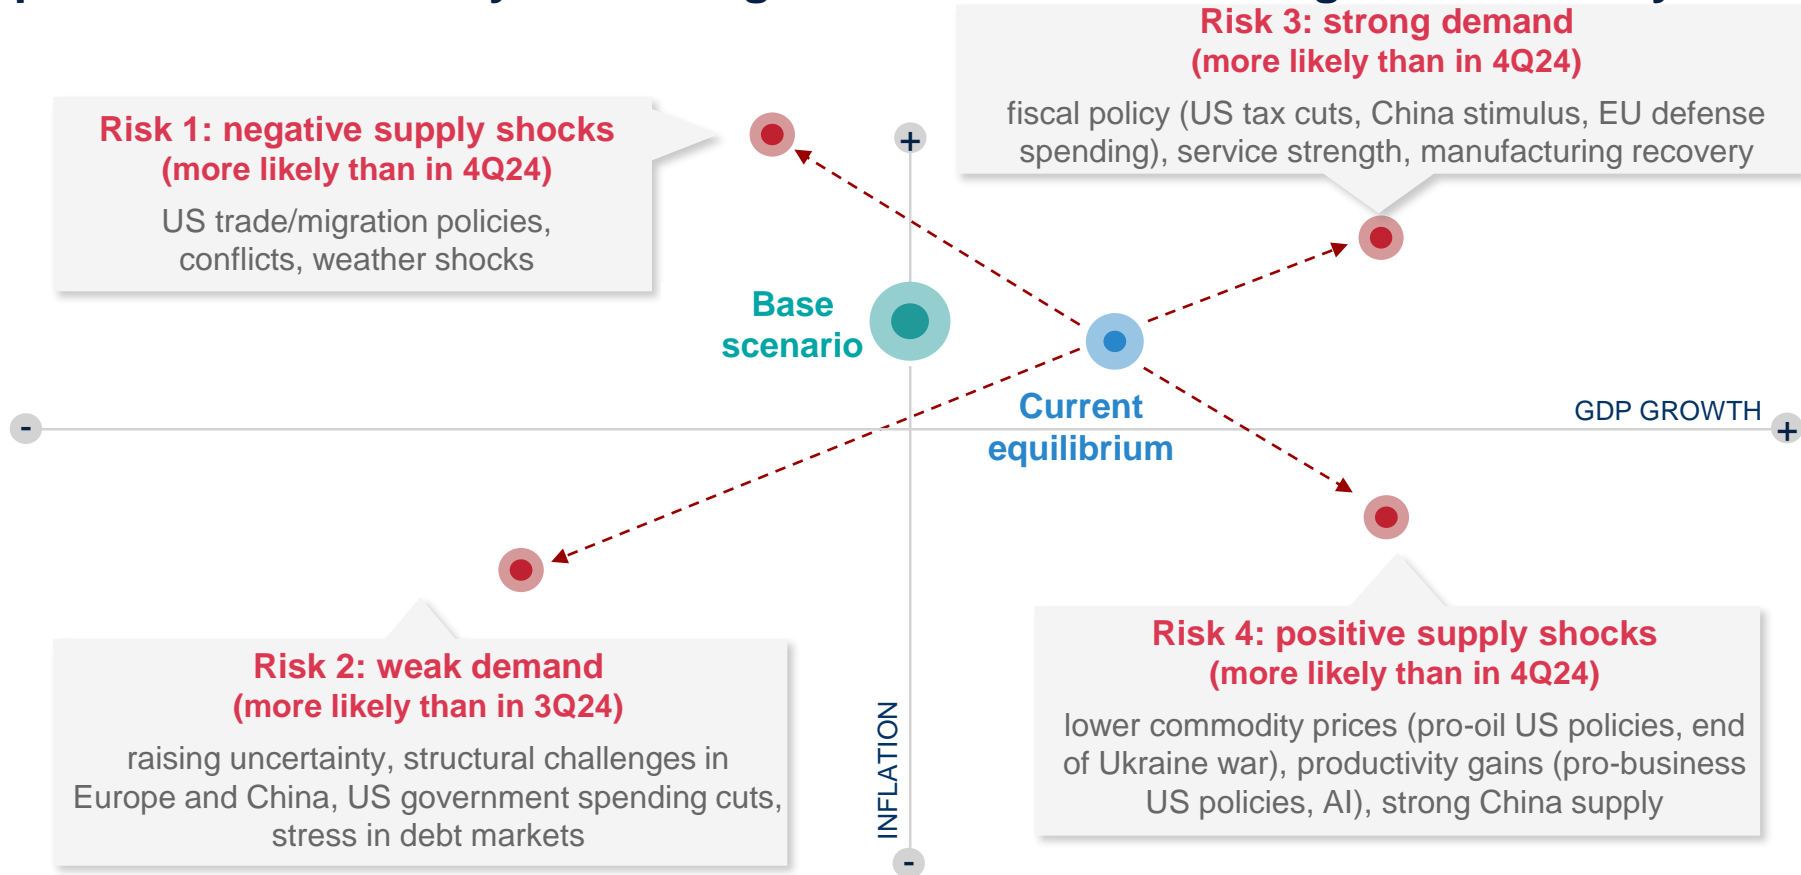 Risk 3: strong demand
(more likely than in 4Q24)
fiscal policy (US tax cuts, China stimulus, EU defense
spending), service strength, manufacturing recovery
Risk 1: negative supply shocks
(more likely than in 4Q24)
US trade/migration policies,
conflicts, weather shocks
+
Base
scenario
Current
equilibrium
GDP GROWTH
-
+
Risk 2: weak demand
(more likely than in 3Q24)
raising uncertainty, structural challenges in
Europe and China, US government spending cuts,
stress in debt markets
INFLATION
-
Risk 4: positive supply shocks
(more likely than in 4Q24)
lower commodity prices (pro-oil US policies, end
of Ukraine war), productivity gains (pro-business
US policies, AI), strong China supply